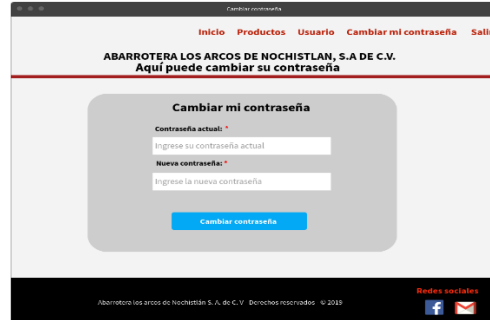 Cambiar contraseña
Inicio Productos Usuario Cambiar mi contraseña Salir
ABARROTERA LOS ARCOS DE NOCHISTLAN, S.A DE C.V.
Aquí puede cambiar su contraseña
Cambiar mi contraseña
Contraseña actual: *
Ingrese su contraseña actual
Nueva contraseña: *
Ingrese la nueva contraseña
Cambiar contraseña
Redes sociales
Abarrotera los arcos de Nochistlán S. A. de C. V Derechos reservados © 2019